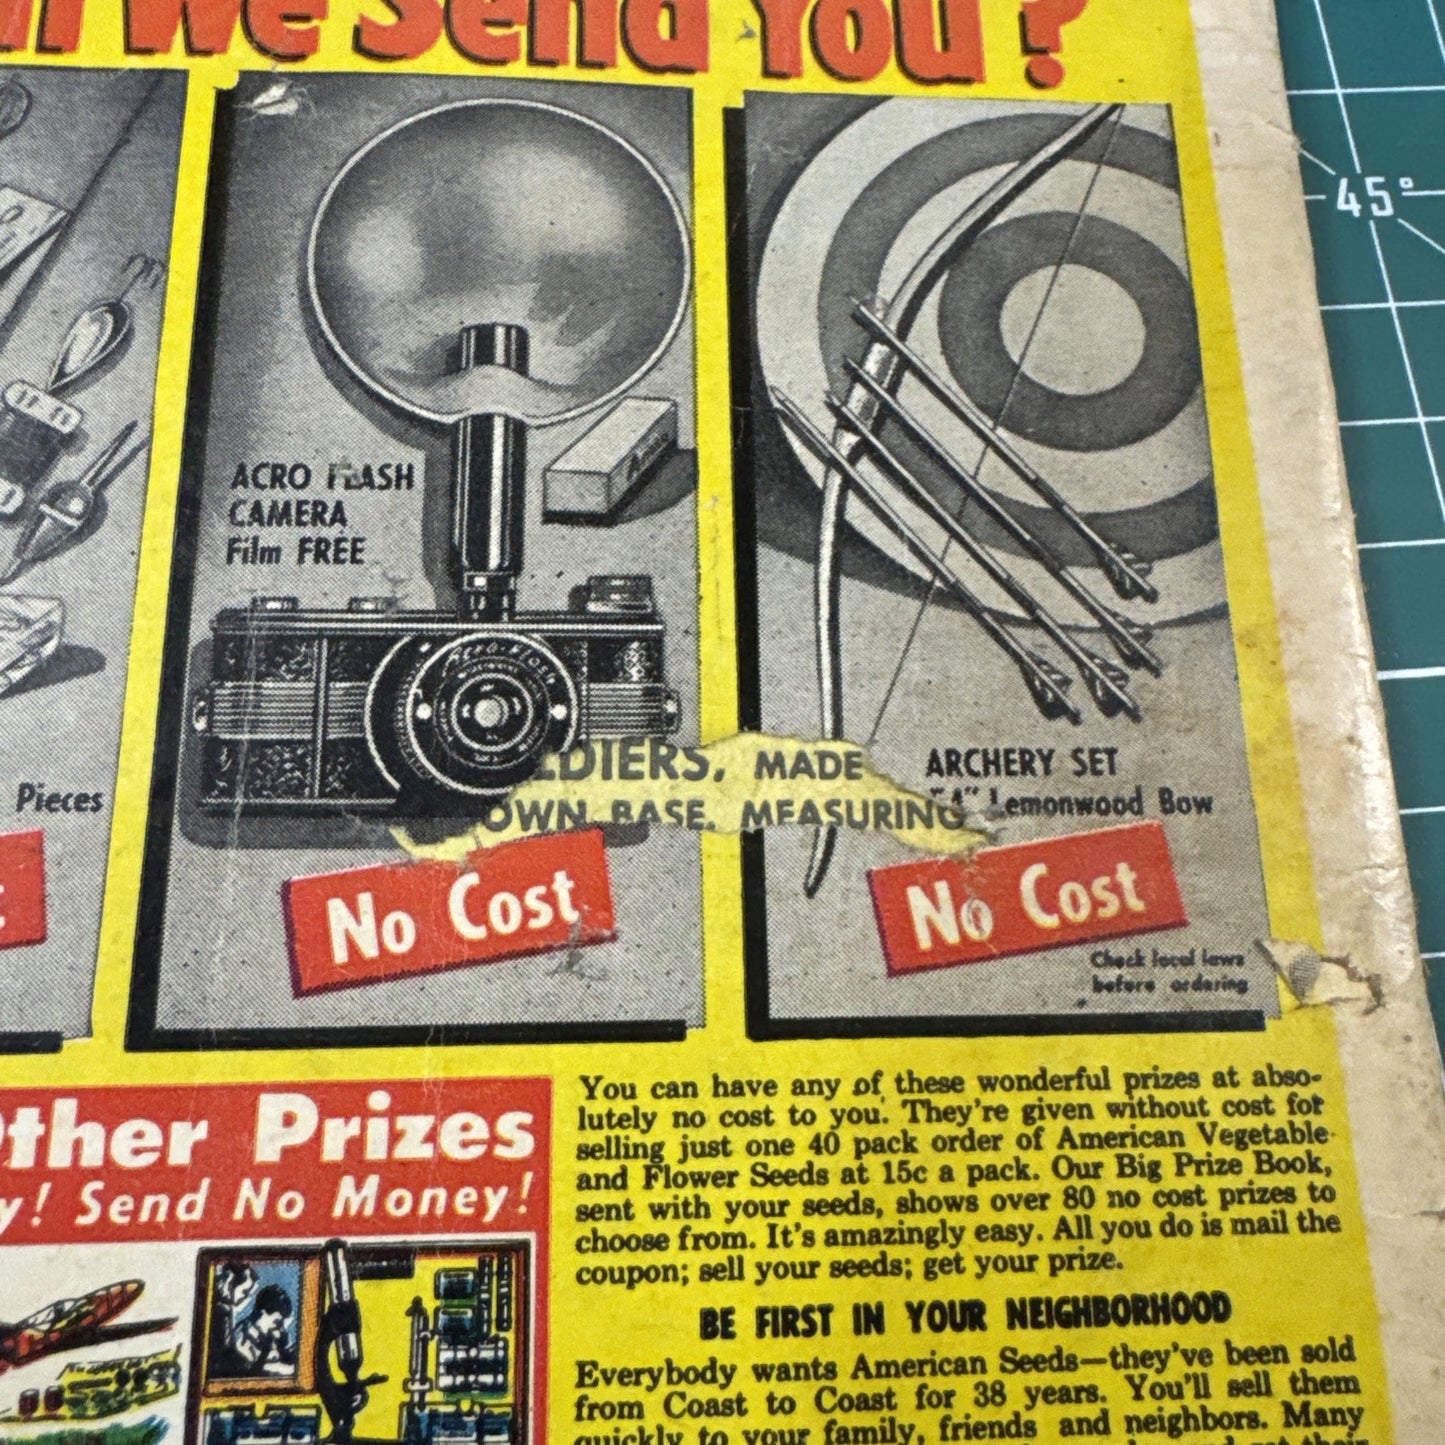 We Send You?
ACRO FLASH
CAMERA
Film FREE
ACRO-FLASH
Pieces
LDIERS, MADE
OWN BASE. MEASURING
ARCHERY SET
54" Lemonwood Bow
No Cost
No Cost
Check local laws
before ordering
45°
Other Prizes
y! Send No Money!
You can have any of these wonderful prizes at abso-
lutely no cost to you. They're given without cost for
selling just one 40 pack order of American Vegetable
and Flower Seeds at 15c a pack. Our Big Prize Book,
sent with your seeds, shows over 80 no cost prizes to
choose from. It's amazingly easy. All you do is mail the
coupon; sell your seeds; get your prize.
BE FIRST IN YOUR NEIGHBORHOOD
Everybody wants American Seeds—they've been sold
from Coast to Coast for 38 years. You'll sell them
quickly to your family, friends and neighbors. Many